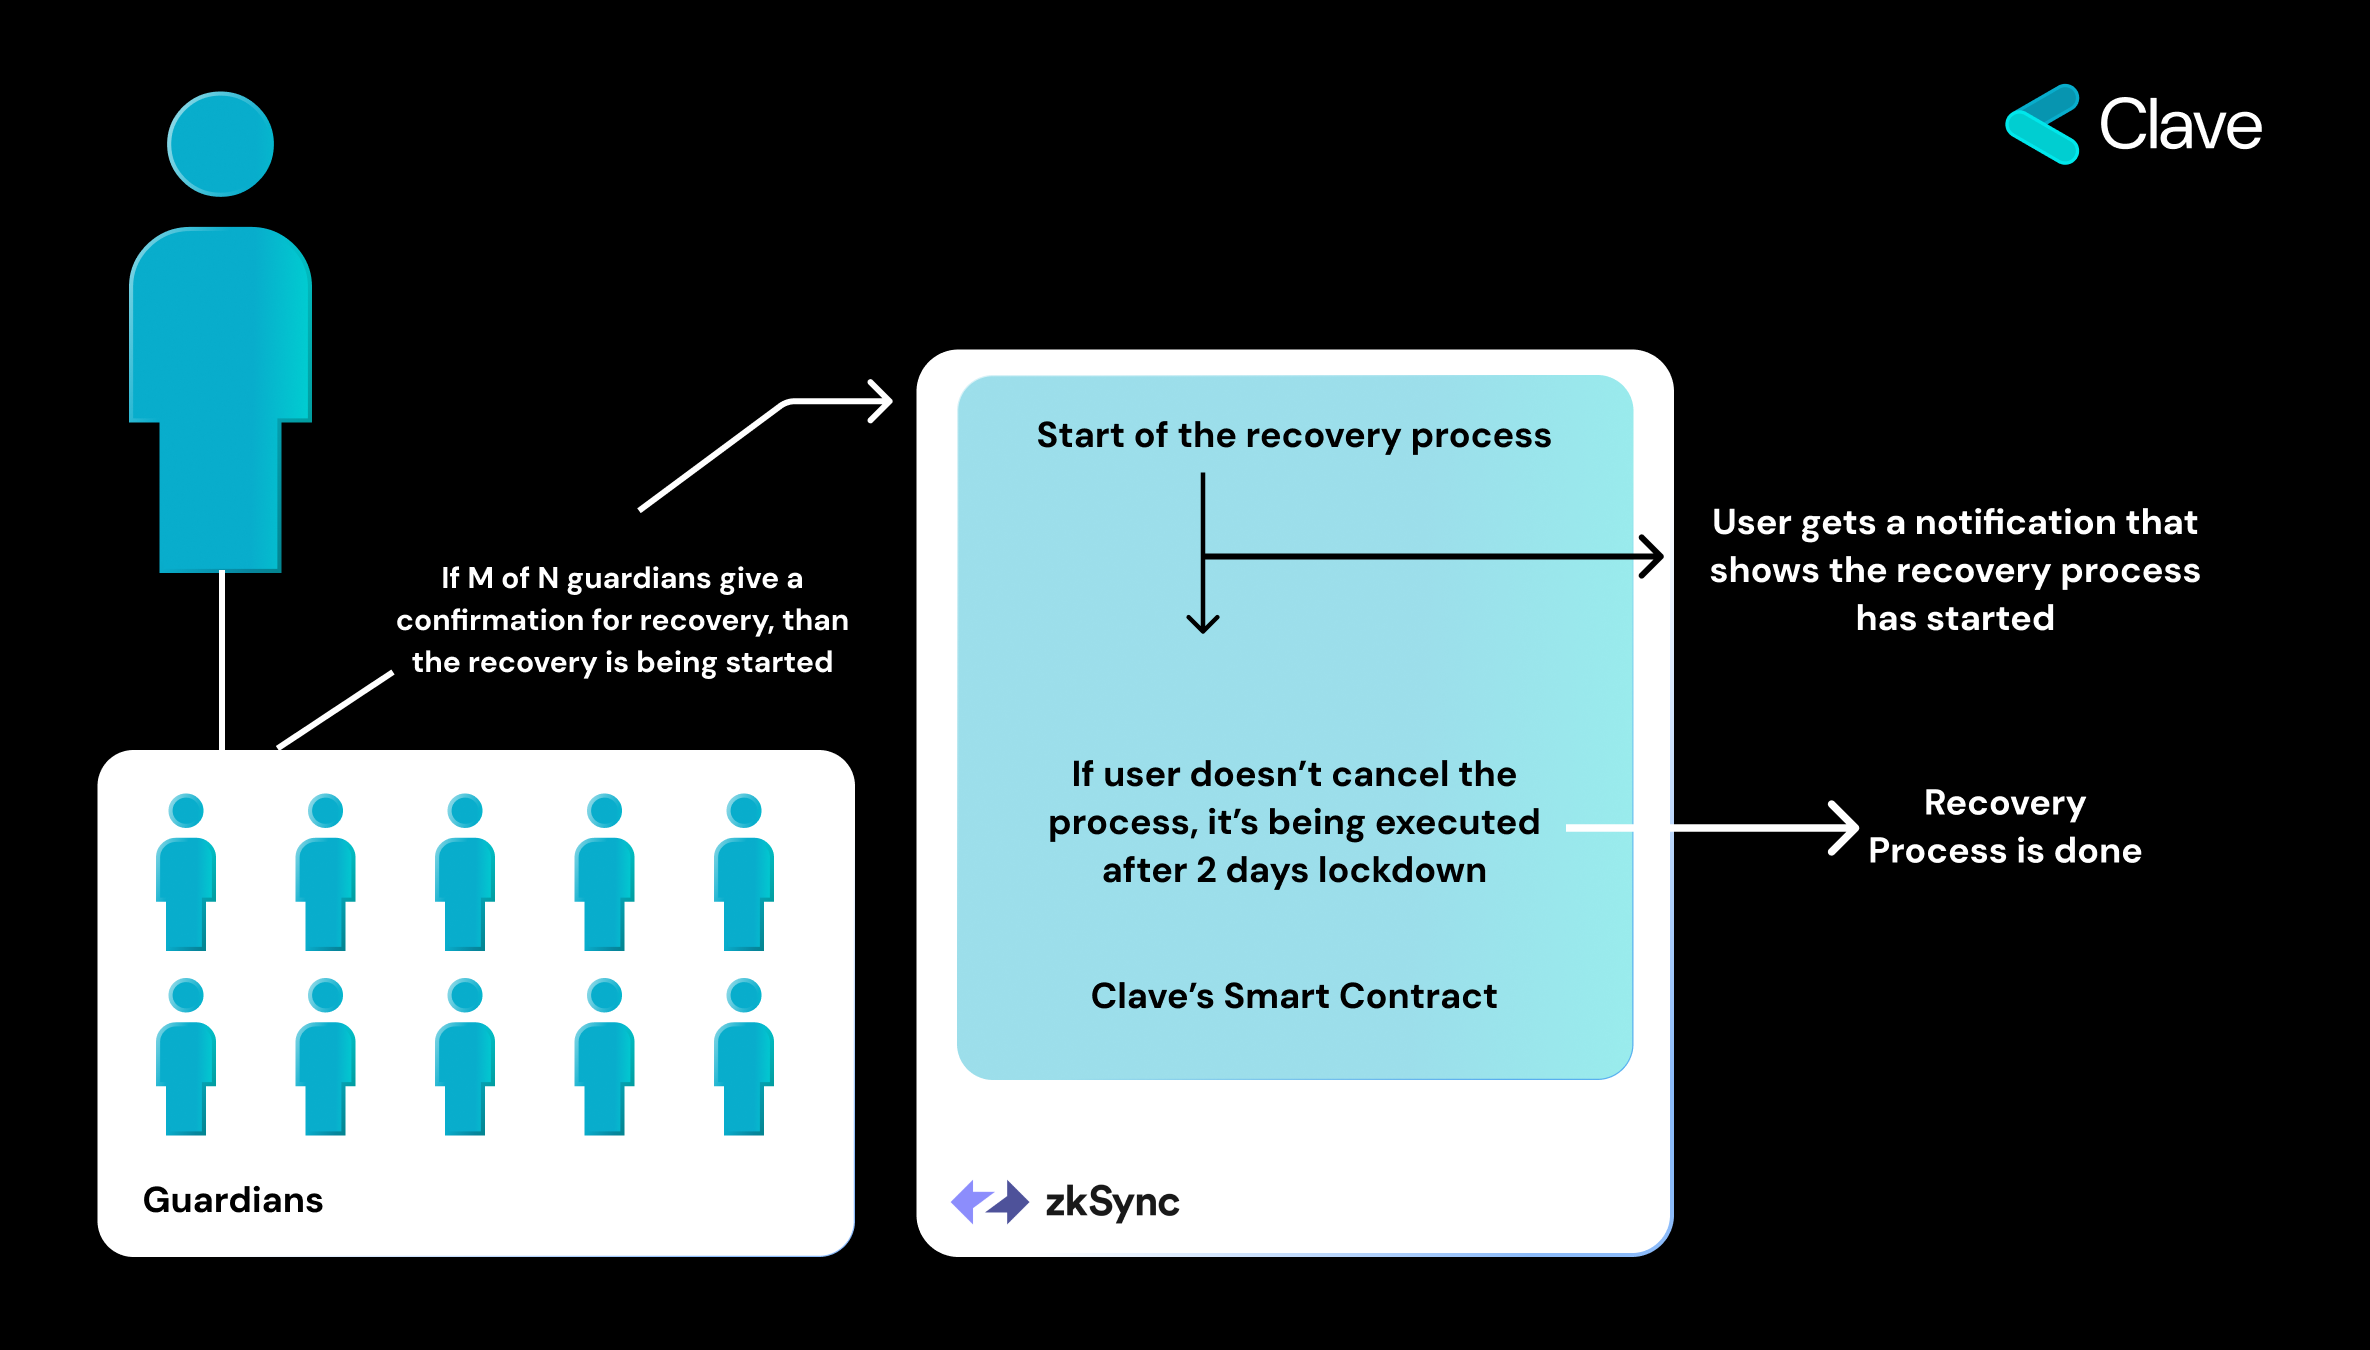 Clave
If M of N guardians give a
confirmation for recovery, than
the recovery is being started
Guardians
Start of the recovery process
User gets a notification that
shows the recovery process
has started
If user doesn’t cancel the
process, it’s being executed
after 2 days lockdown
Recovery
Process is done
Clave’s Smart Contract
zkSync